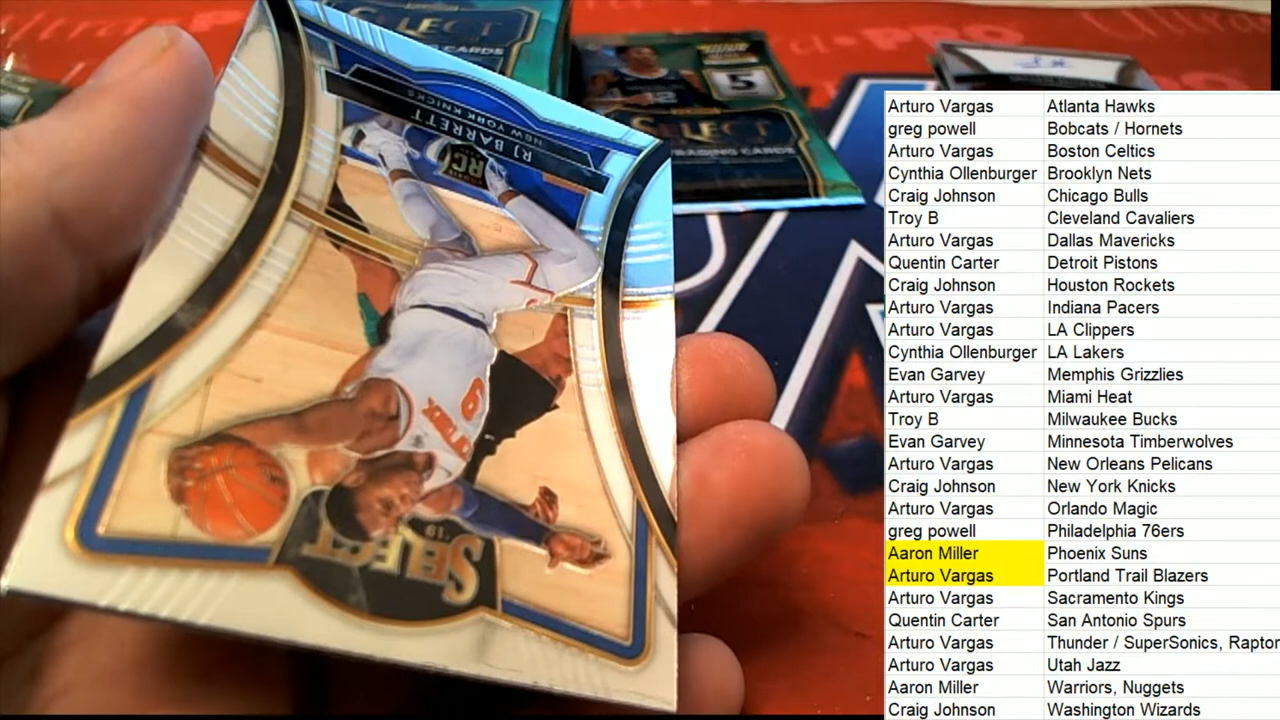 SELECT
CARDS
5
SELECT
TRADING CARDS
RJ BARRETT
NEW YORK KNICKS
RC
9
'19
SELECT
PRO
Arturo Vargas Atlanta Hawks
greg powell Bobcats / Hornets
Arturo Vargas Boston Celtics
Cynthia Ollenburger Brooklyn Nets
Craig Johnson Chicago Bulls
Troy B Cleveland Cavaliers
Arturo Vargas Dallas Mavericks
Quentin Carter Detroit Pistons
Craig Johnson Houston Rockets
Arturo Vargas Indiana Pacers
Arturo Vargas LA Clippers
Cynthia Ollenburger LA Lakers
Evan Garvey Memphis Grizzlies
Arturo Vargas Miami Heat
Troy B Milwaukee Bucks
Evan Garvey Minnesota Timberwolves
Arturo Vargas New Orleans Pelicans
Craig Johnson New York Knicks
Arturo Vargas Orlando Magic
greg powell Philadelphia 76ers
Aaron Miller Phoenix Suns
Arturo Vargas Portland Trail Blazers
Arturo Vargas Sacramento Kings
Quentin Carter San Antonio Spurs
Arturo Vargas Thunder / SuperSonics, Raptor
Arturo Vargas Utah Jazz
Aaron Miller Warriors, Nuggets
Craig Johnson Washington Wizards